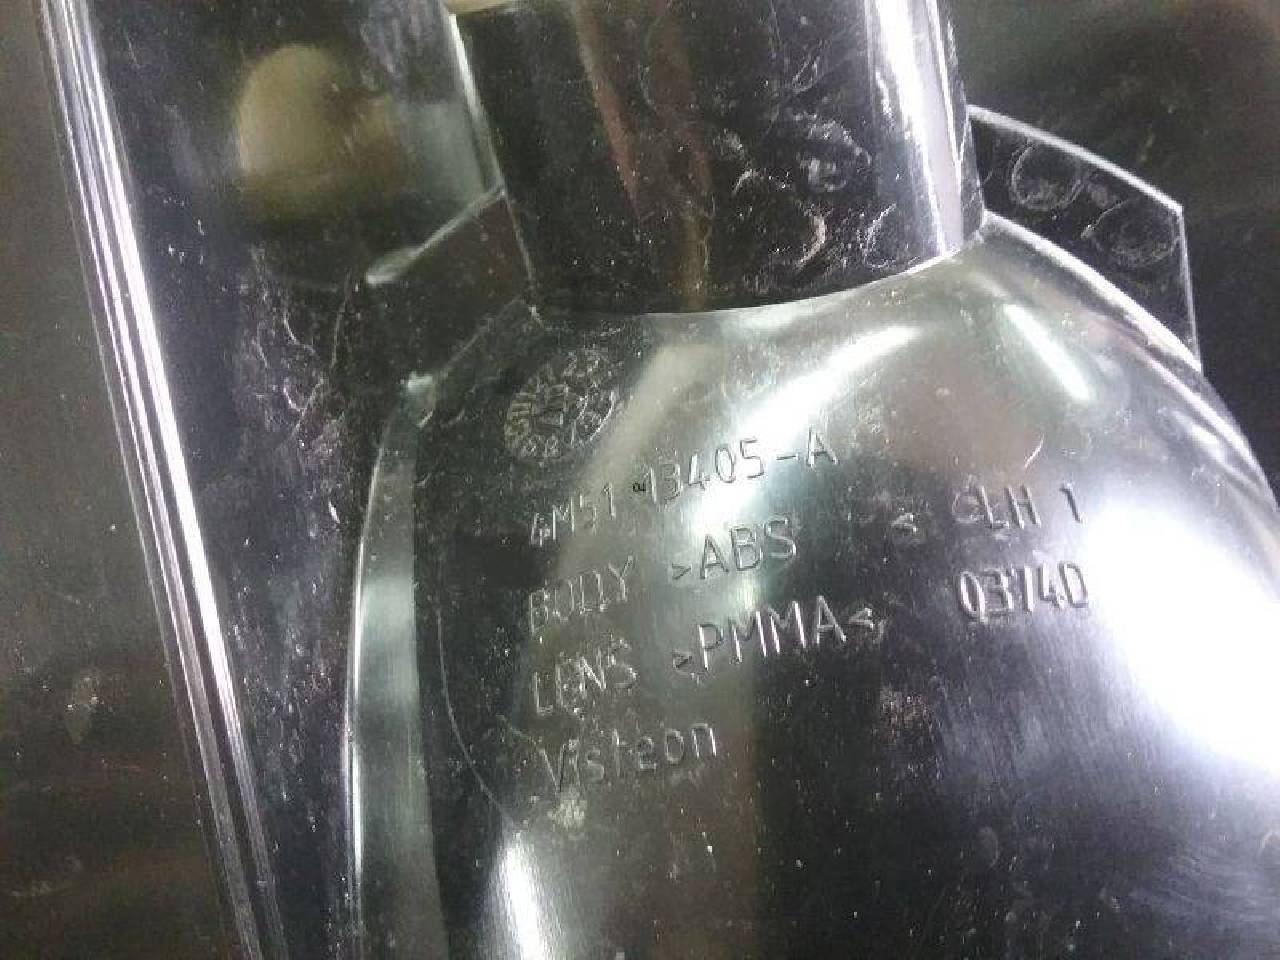 4M51-13405-A
BODY >ABS < CLH 1
LENS >PMMA< 03740
Visteon